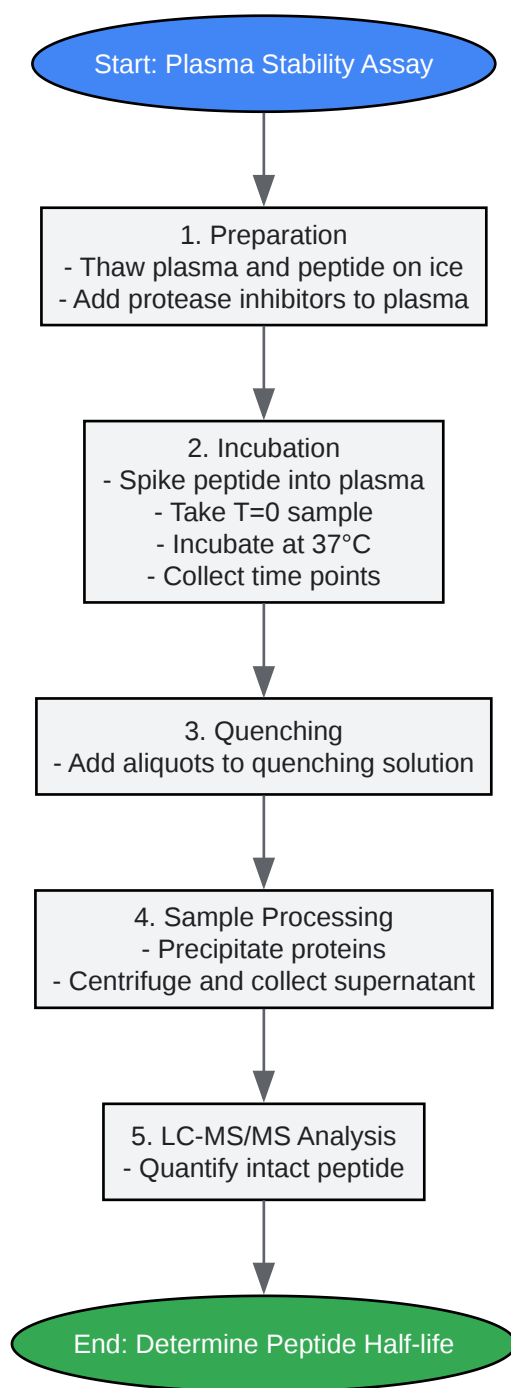 Start: Plasma Stability Assay
1. Preparation
- Thaw plasma and peptide on ice
- Add protease inhibitors to plasma
2. Incubation
- Spike peptide into plasma
- Take T=0 sample
- Incubate at 37°C
- Collect time points
3. Quenching
- Add aliquots to quenching solution
4. Sample Processing
- Precipitate proteins
- Centrifuge and collect supernatant
5. LC-MS/MS Analysis
- Quantify intact peptide
End: Determine Peptide Half-life